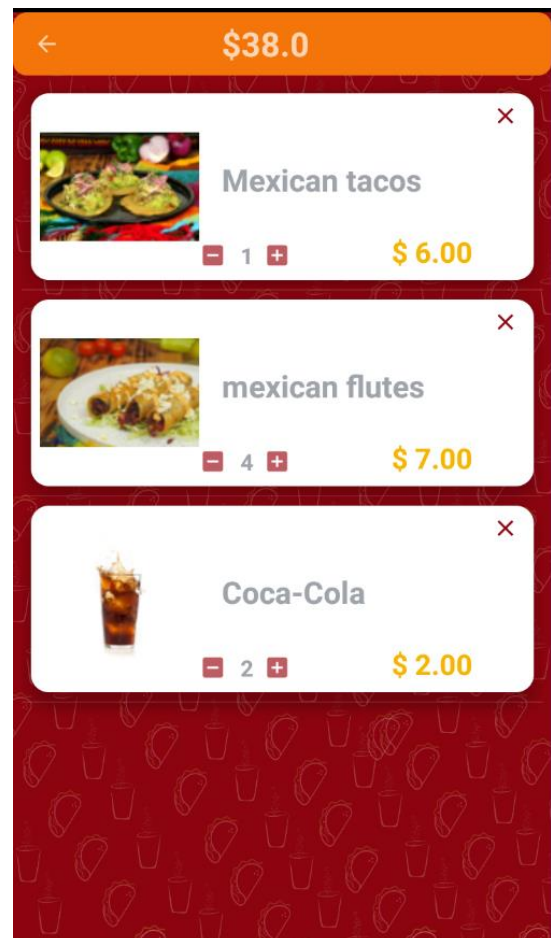 $38.0
Mexican tacos
1
$ 6.00
mexican flutes
4
$ 7.00
Coca-Cola
2
$ 2.00